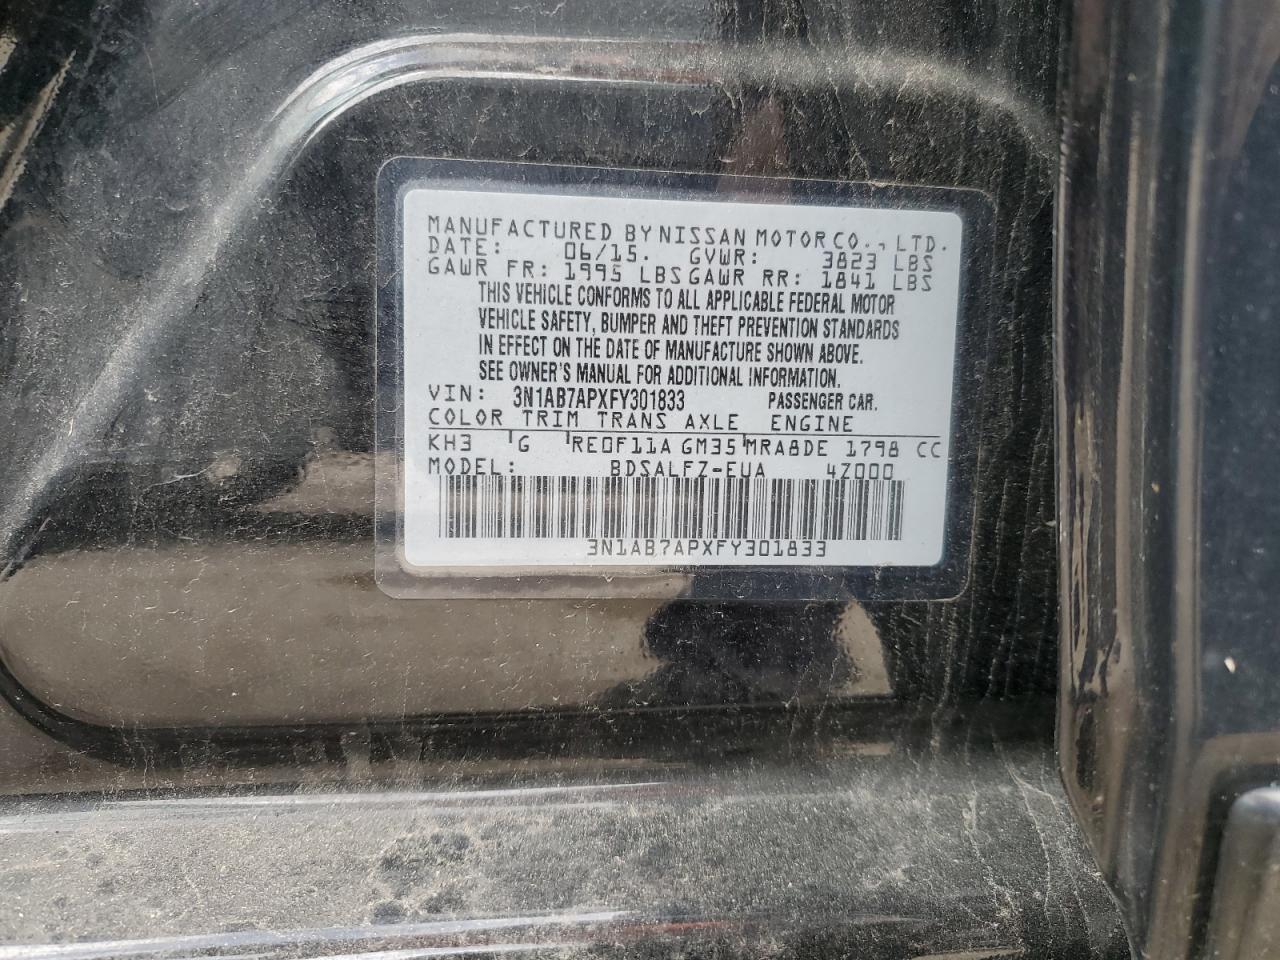 MANUFACTURED BY NISSAN MOTOR CO., LTD.
DATE: 06/15. GVWR: 3823 LBS
GAWR FR: 1995 LBS GAWR RR: 1841 LBS
THIS VEHICLE CONFORMS TO ALL APPLICABLE FEDERAL MOTOR
VEHICLE SAFETY, BUMPER AND THEFT PREVENTION STANDARDS
IN EFFECT ON THE DATE OF MANUFACTURE SHOWN ABOVE.
SEE OWNER'S MANUAL FOR ADDITIONAL INFORMATION.
VIN: 3N1AB7APXFY301833 PASSENGER CAR.
COLOR TRIM TRANS AXLE ENGINE
KH3 G RE0F11A GM35 MRA8DE 1798 CC
MODEL: BDSALFZ-EUA 4Z000
3N1AB7APXFY301833